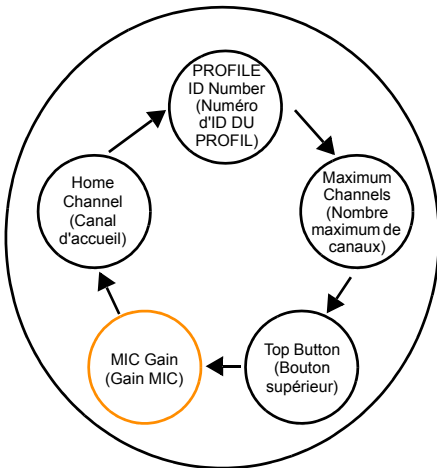 PROFILE
ID Number
(Numéro
d'ID DU
PROFIL)
Maximum
Channels
(Nombre
maximum de
canaux)
Top Button
(Bouton
supérieur)
MIC Gain
(Gain MIC)
Home
Channel
(Canal
d'accueil)